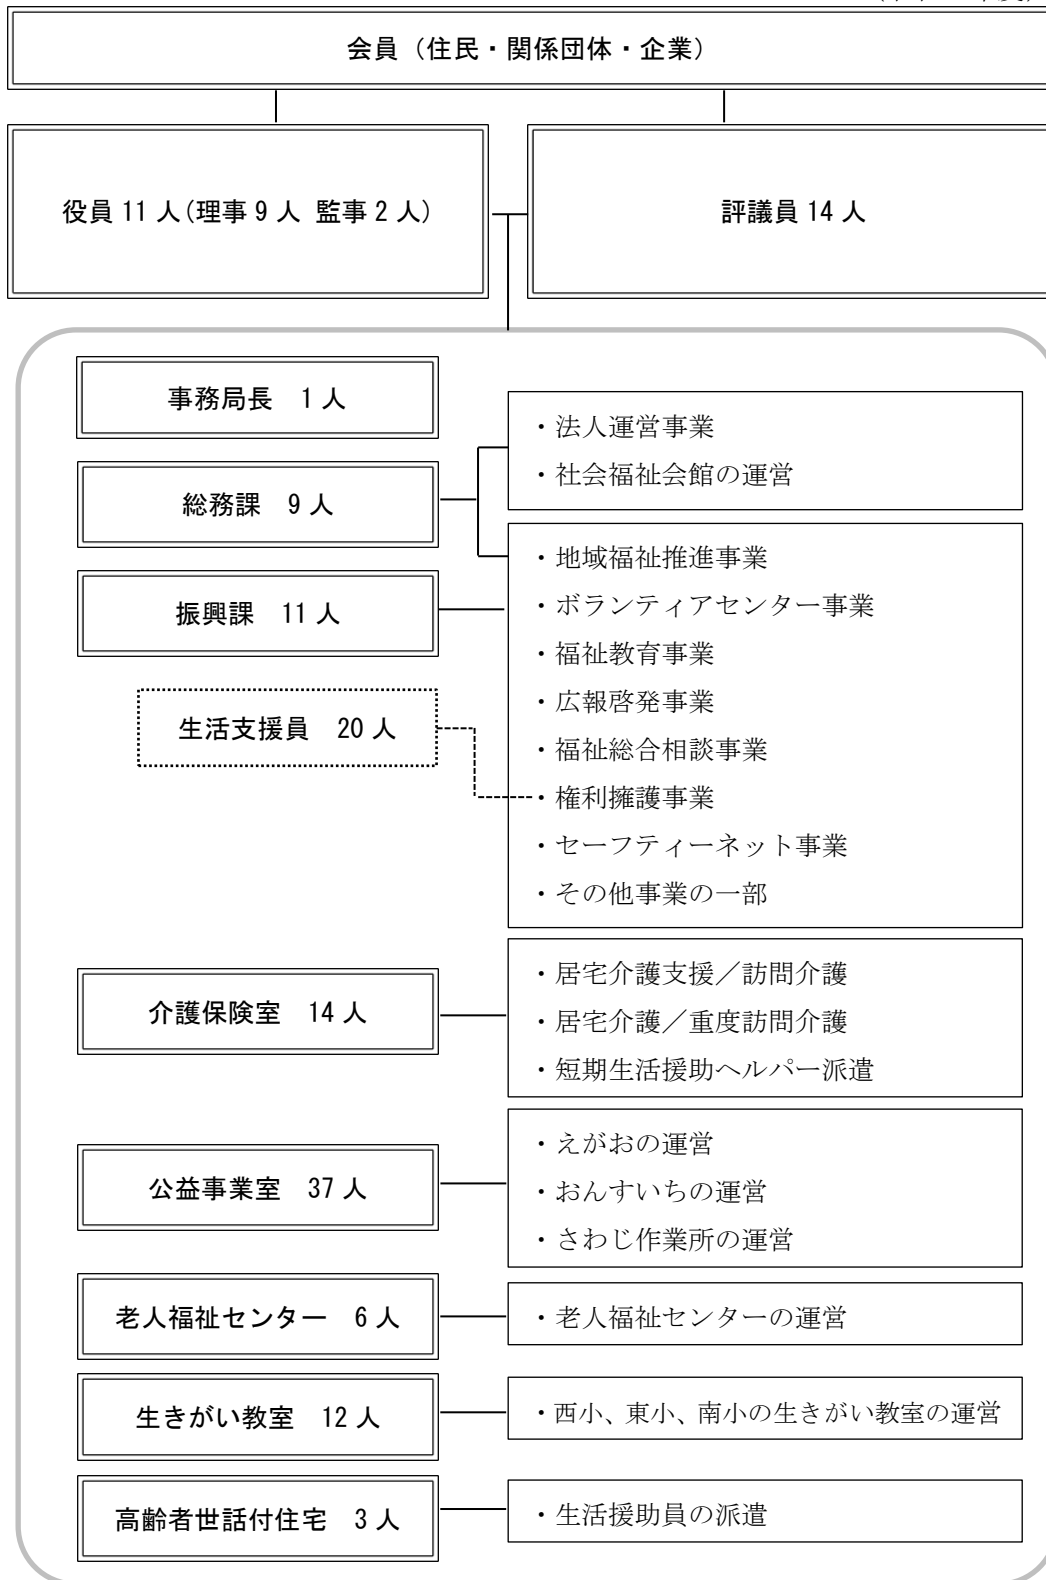 会員（住民・関係団体・企業）
役員 11 人（理事 9 人 監事 2 人）
評議員 14 人
事務局長　1 人
総務課　9 人
・法人運営事業
・社会福祉会館の運営
振興課　11 人
生活支援員　20 人
・地域福祉推進事業
・ボランティアセンター事業
・福祉教育事業
・広報啓発事業
・福祉総合相談事業
・権利擁護事業
・セーフティーネット事業
・その他事業の一部
介護保険室　14 人
・居宅介護支援／訪問介護
・居宅介護／重度訪問介護
・短期生活援助ヘルパー派遣
公益事業室　37 人
・えがおの運営
・おんすいちの運営
・さわじ作業所の運営
老人福祉センター　6 人
・老人福祉センターの運営
生きがい教室　12 人
・西小、東小、南小の生きがい教室の運営
高齢者世話付住宅　3 人
・生活援助員の派遣